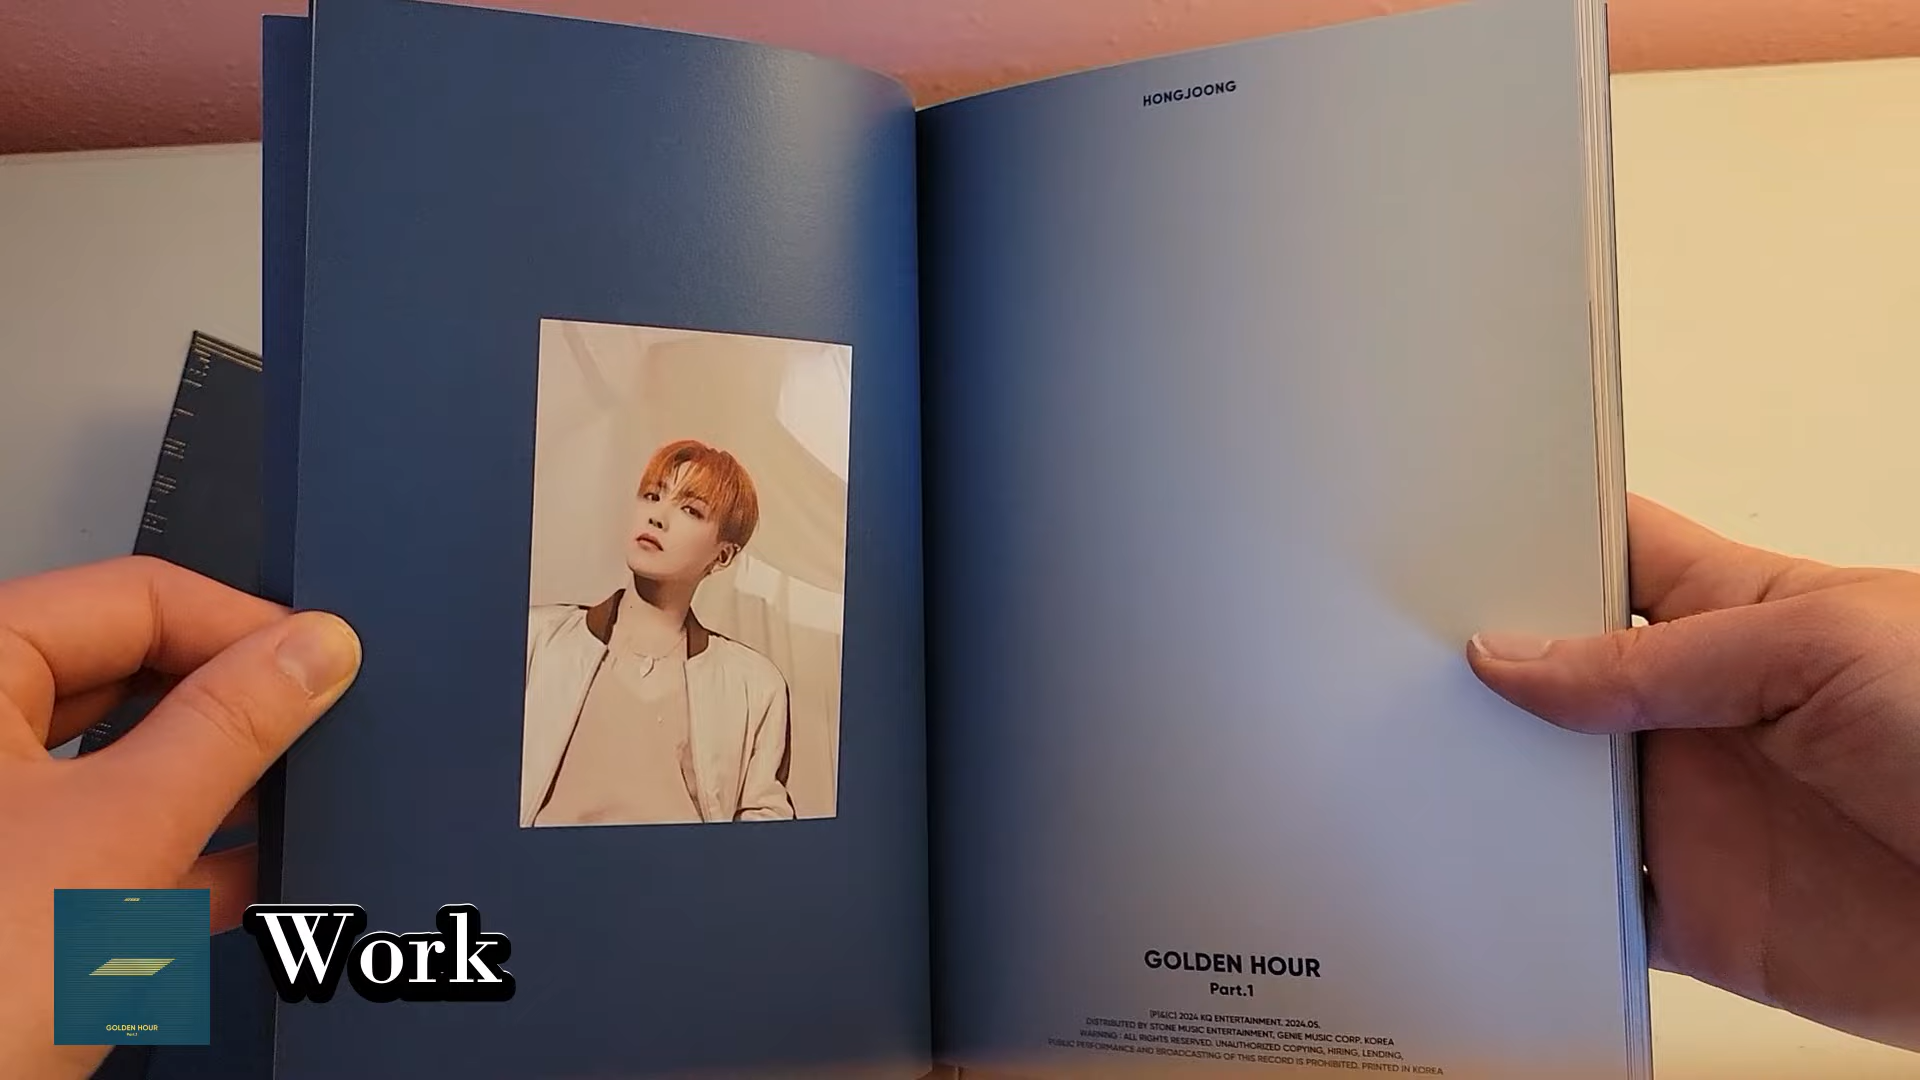 HONGJOONG
GOLDEN HOUR
Part.1
(P)&(C) 2024 KQ ENTERTAINMENT. 2024.05.
DISTRIBUTED BY STONE MUSIC ENTERTAINMENT, GENIE MUSIC CORP. KOREA
WARNING : ALL RIGHTS RESERVED. UNAUTHORIZED COPYING, HIRING, LENDING,
PUBLIC PERFORMANCE AND BROADCASTING OF THIS RECORD IS PROHIBITED. PRINTED IN KOREA
Work
GOLDEN HOUR
Part.1